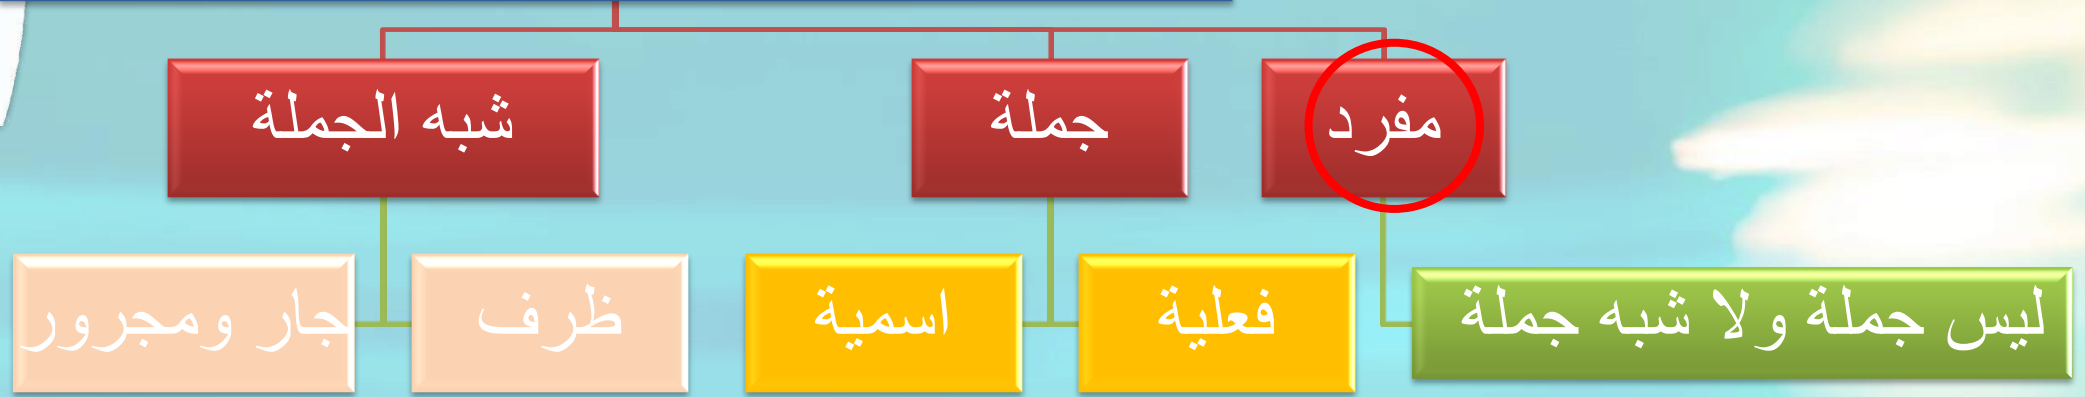 مفرد
جملة
شبه الجملة
ليس جملة ولا شبه جملة
فعلية
اسمية
ظرف
جار ومجرور